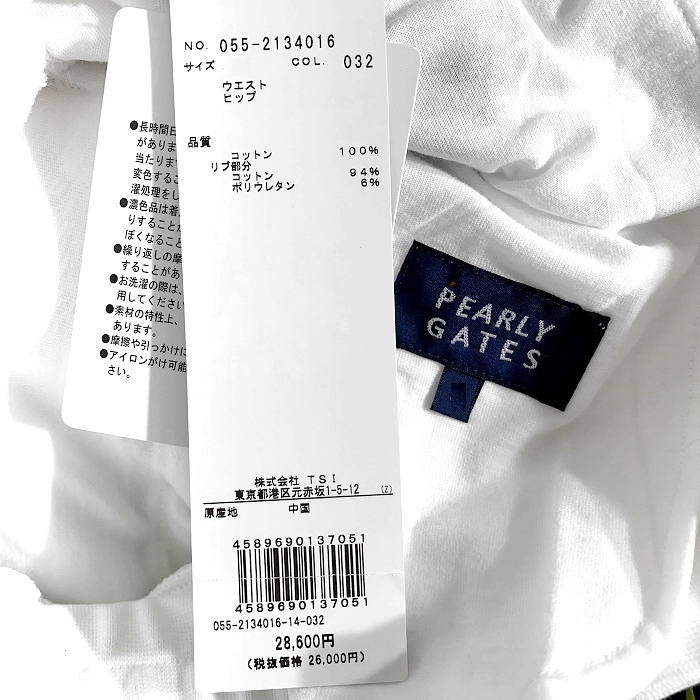 NO. 055-2134016
サイズ COL. 032
ウエスト
ヒップ
品質
コットン 100%
リブ部分
コットン 94%
ポリウレタン 6%
株式会社 TSI
東京都港区元赤坂1-5-12 (Z)
原産地 中国
4589690137051
4589690137051
055-2134016-14-032
28,600円
(税抜価格 26,000円)
●長時間日
がありま
当たりま
変色するこ
濯処理をし
●濃色品は着
りすることか
ぽくなること
●繰り返しの摩
することがあ
●お洗濯の際は、
用してください
●素材の特性上、
あります。
●摩擦や引っかけに
●アイロンがけ可能
さい。
PEARLY
GATES